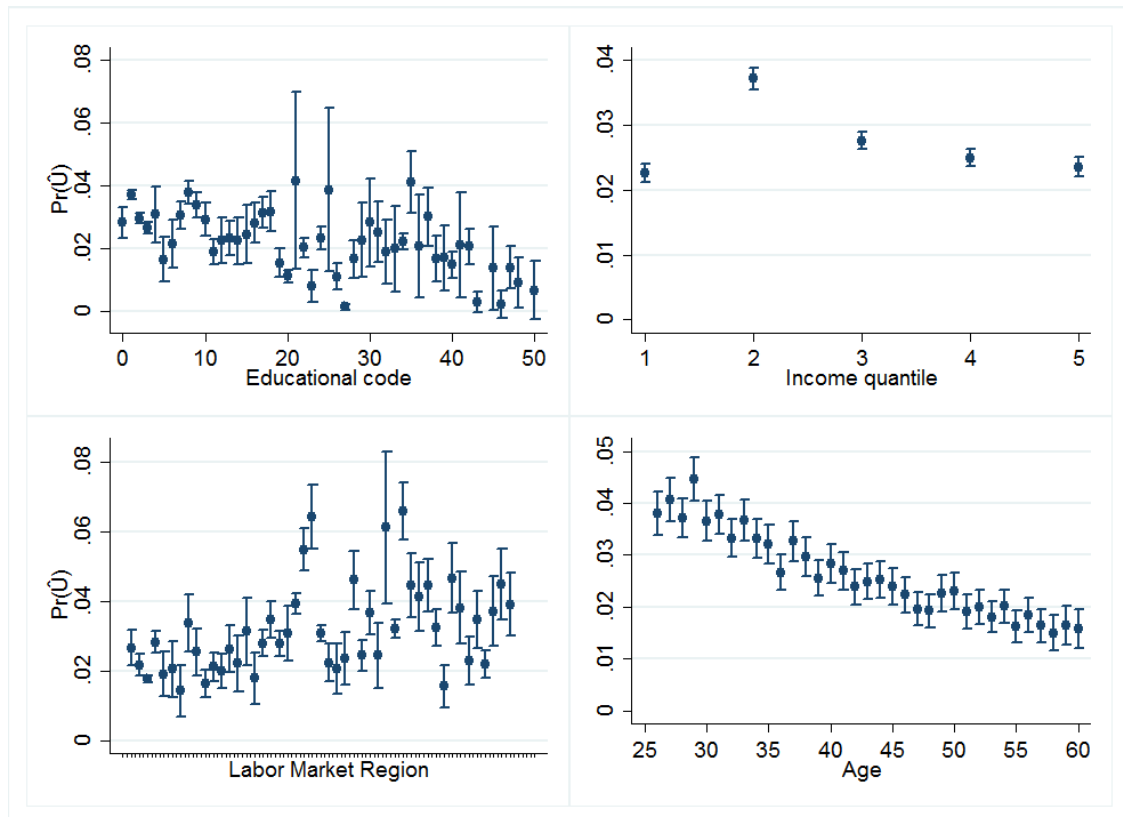 Pr(Û)
.08
.06
.04
.02
0
0 10 20 30 40 50
Educational code
.04
.03
.02
.01
0
1 2 3 4 5
Income quantile
Pr(Û)
.08
.06
.04
.02
0
Labor Market Region
.05
.04
.03
.02
.01
0
25 30 35 40 45 50 55 60
Age